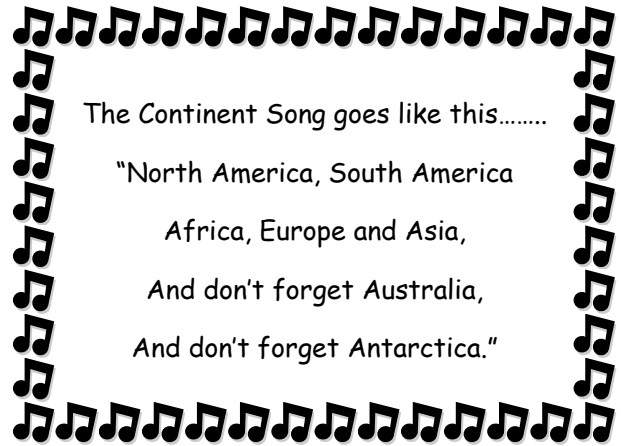 The Continent Song goes like this……..
“North America, South America
Africa, Europe and Asia,
And don’t forget Australia,
And don’t forget Antarctica.”